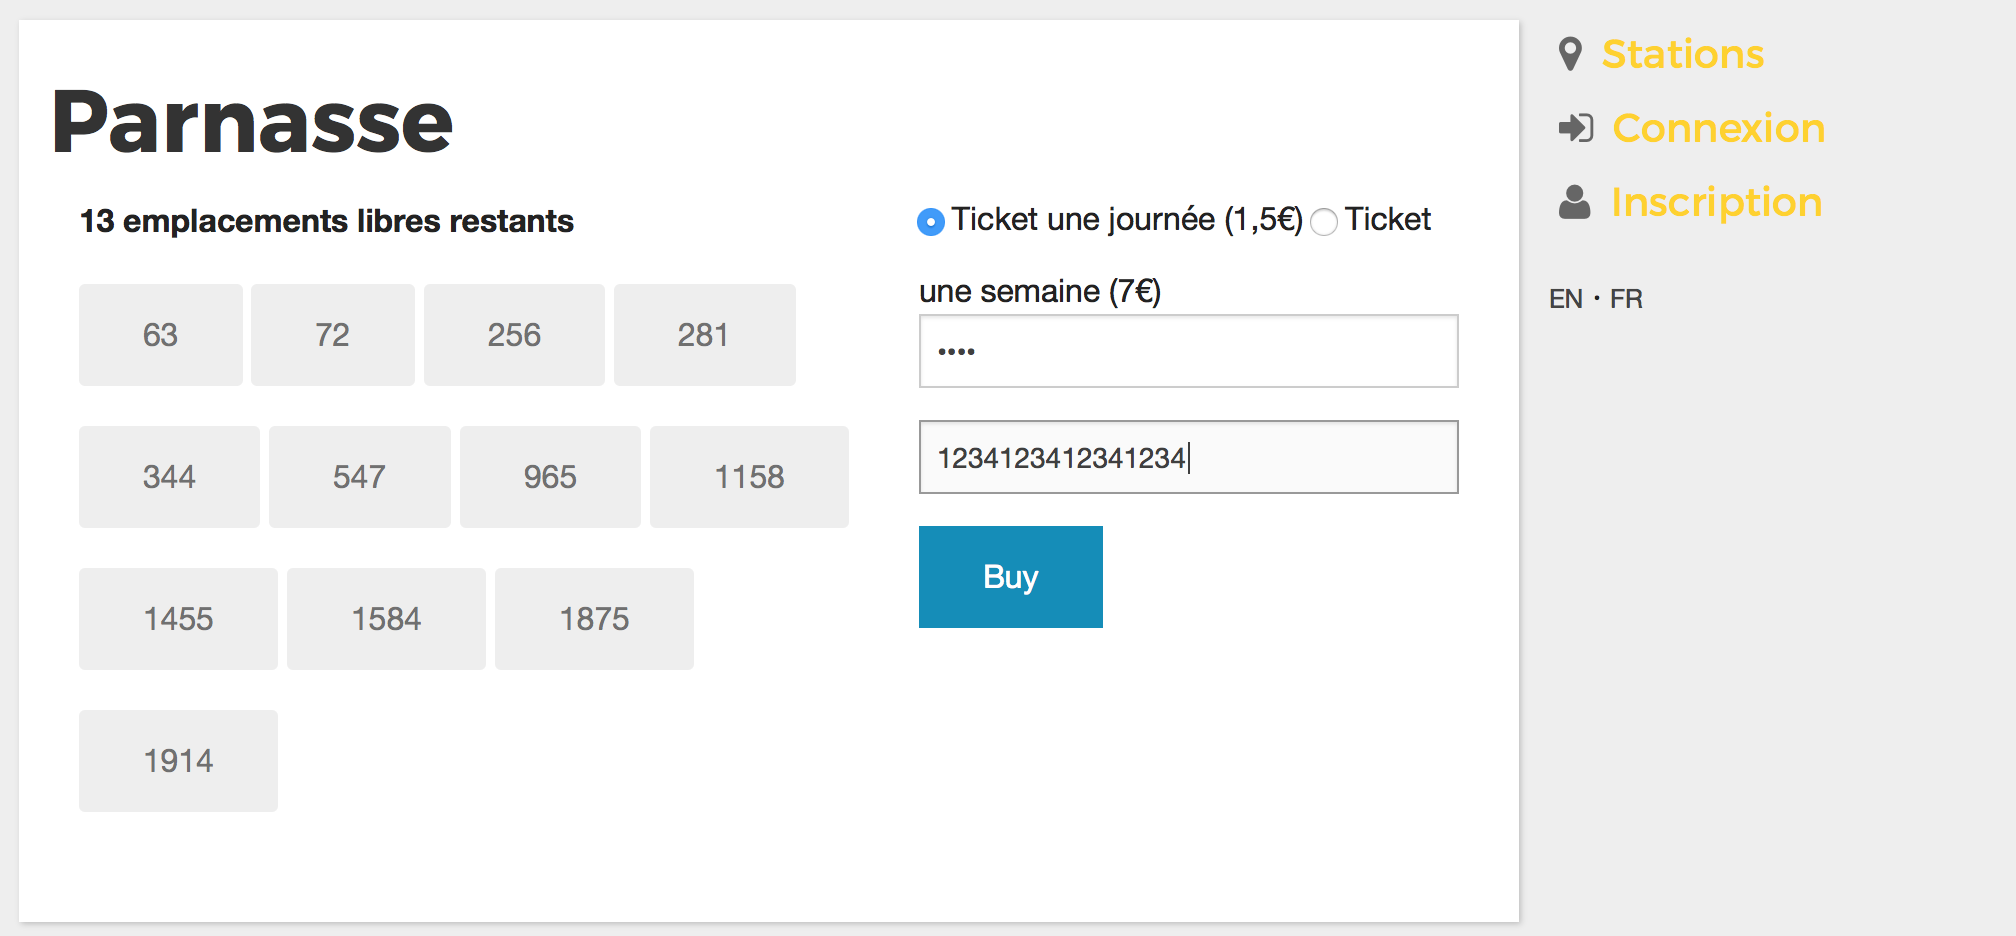 Parnasse
13 emplacements libres restants
63 72 256 281
344 547 965 1158
1455 1584 1875
1914
Ticket une journée (1,5€) Ticket
une semaine (7€)
••••
1234123412341234
Buy
Stations
Connexion
Inscription
EN · FR